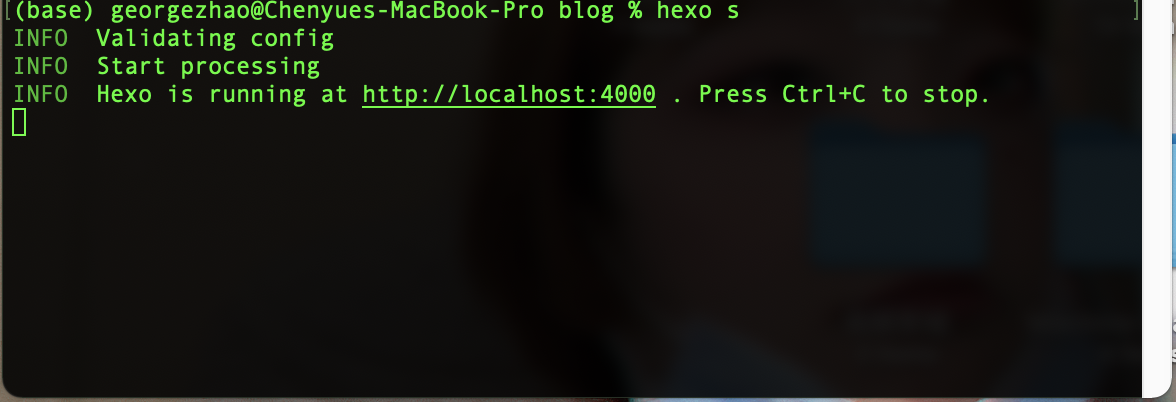 [(base) georgezhao@Chenyues-MacBook-Pro blog % hexo s ]
INFO  Validating config
INFO  Start processing
INFO  Hexo is running at http://localhost:4000 . Press Ctrl+C to stop.